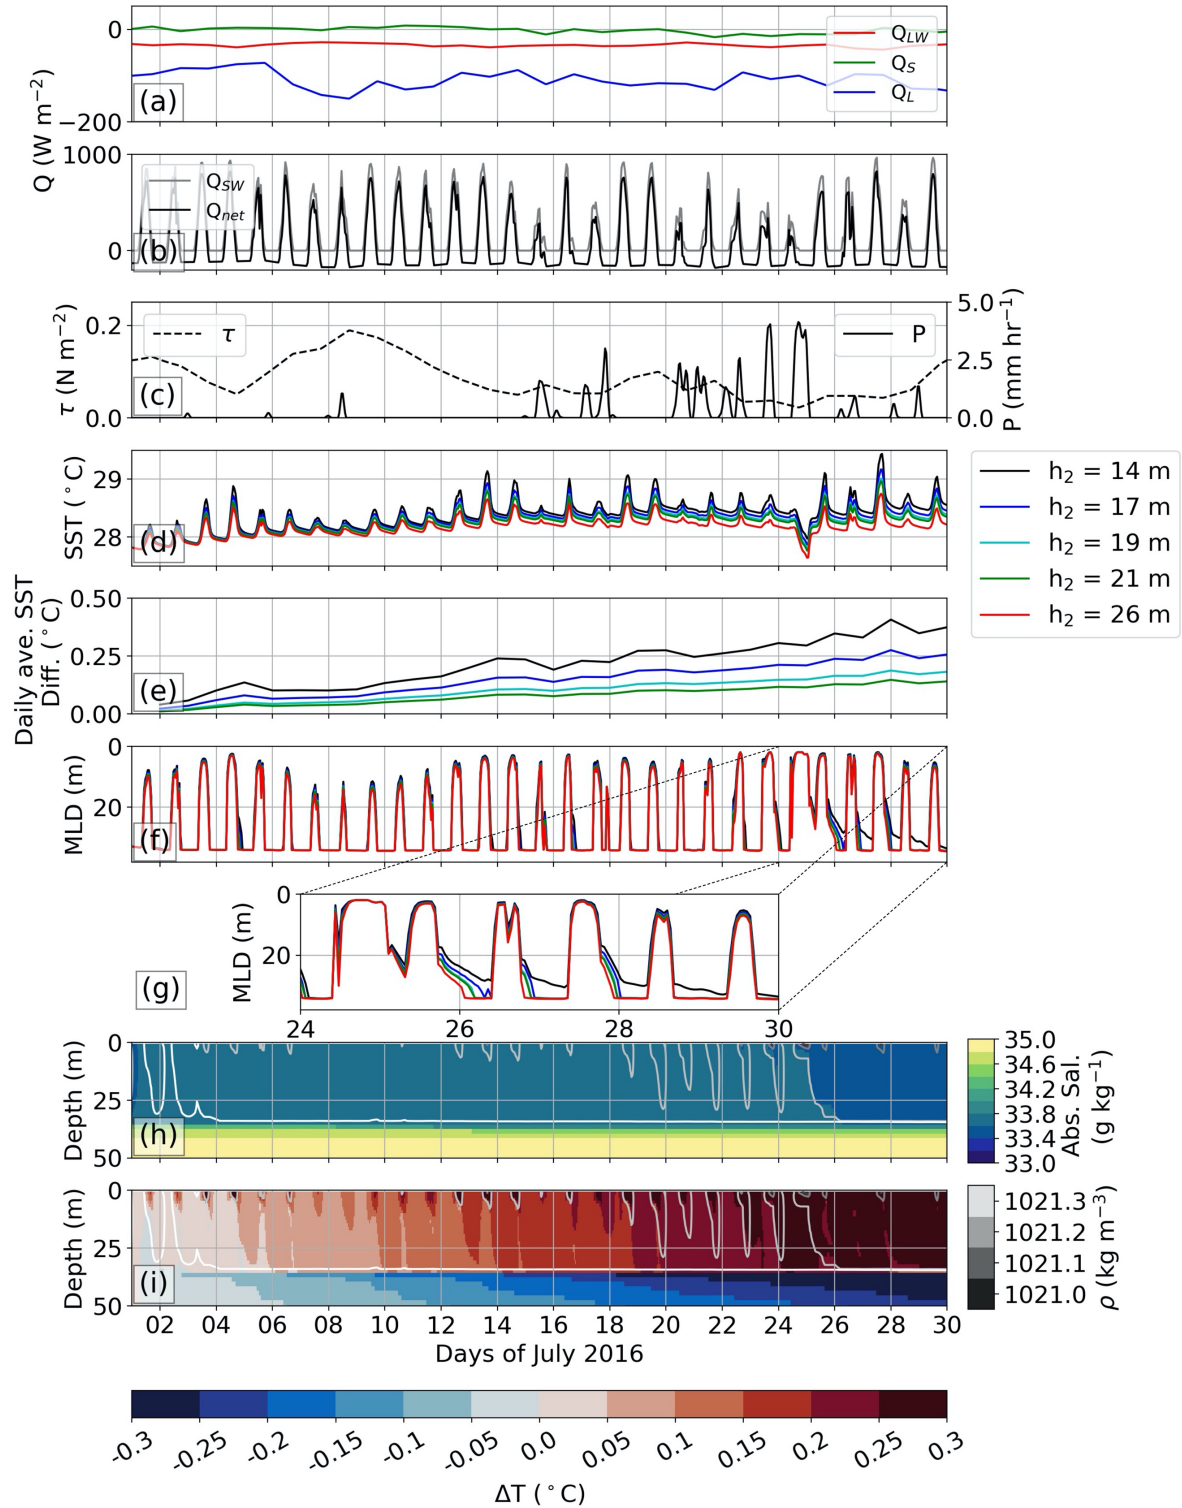 0
−200
Q (W m⁻²)
Q_LW
Q_S
Q_L
(a)
1000
0
Q_SW
Q_net
(b)
0.2
0.0
τ (N m⁻²)
τ
P
5.0
2.5
0.0
P (mm hr⁻¹)
(c)
29
28
SST (°C)
(d)
h₂ = 14 m
h₂ = 17 m
h₂ = 19 m
h₂ = 21 m
h₂ = 26 m
0.50
0.25
0.00
Daily ave. SST
Diff. (°C)
(e)
0
20
MLD (m)
(f)
0
20
MLD (m)
(g)
24 26 28 30
0
25
50
Depth (m)
(h)
35.0
34.6
34.2
33.8
33.4
33.0
Abs. Sal.
(g kg⁻¹)
0
25
50
Depth (m)
(i)
1021.3
1021.2
1021.1
1021.0
ρ (kg m⁻³)
02 04 06 08 10 12 14 16 18 20 22 24 26 28 30
Days of July 2016
-0.3 -0.25 -0.2 -0.15 -0.1 -0.05 0.0 0.05 0.1 0.15 0.2 0.25 0.3
ΔT (°C)